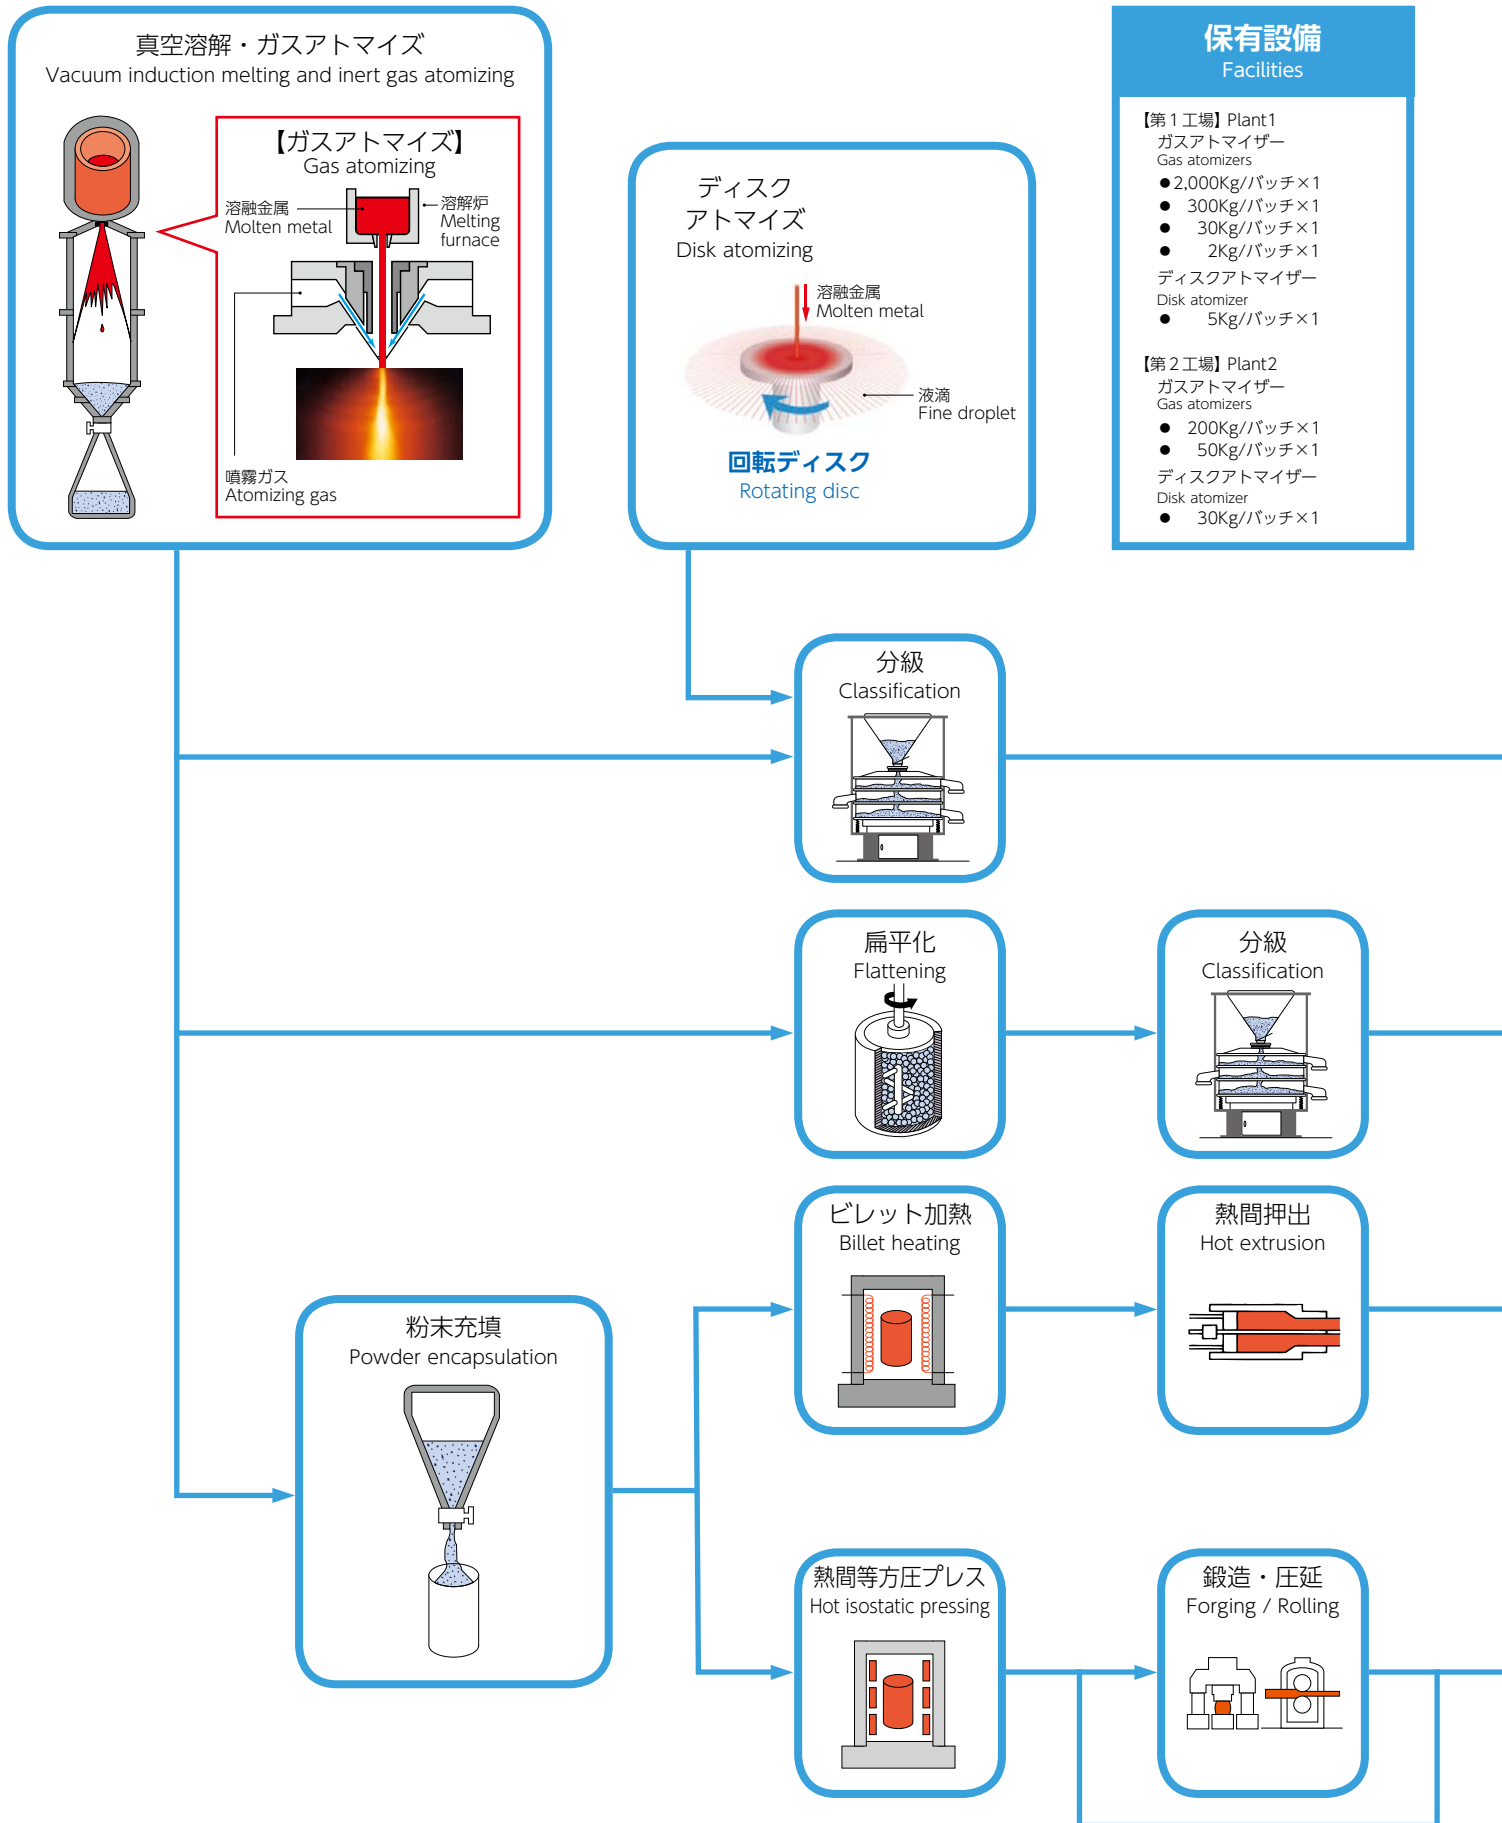 真空溶解・ガスアトマイズ
Vacuum induction melting and inert gas atomizing
【ガスアトマイズ】
Gas atomizing
溶融金属
Molten metal
溶解炉
Melting
furnace
噴霧ガス
Atomizing gas
ディスク
アトマイズ
Disk atomizing
溶融金属
Molten metal
液滴
Fine droplet
回転ディスク
Rotating disc
保有設備
Facilities
【第1工場】Plant1
ガスアトマイザー
Gas atomizers
●2,000Kg/バッチ×1
● 300Kg/バッチ×1
● 30Kg/バッチ×1
● 2Kg/バッチ×1
ディスクアトマイザー
Disk atomizer
● 5Kg/バッチ×1
【第2工場】Plant2
ガスアトマイザー
Gas atomizers
● 200Kg/バッチ×1
● 50Kg/バッチ×1
ディスクアトマイザー
Disk atomizer
● 30Kg/バッチ×1
分級
Classification
扁平化
Flattening
分級
Classification
ビレット加熱
Billet heating
熱間押出
Hot extrusion
粉末充填
Powder encapsulation
熱間等方圧プレス
Hot isostatic pressing
鍛造・圧延
Forging / Rolling